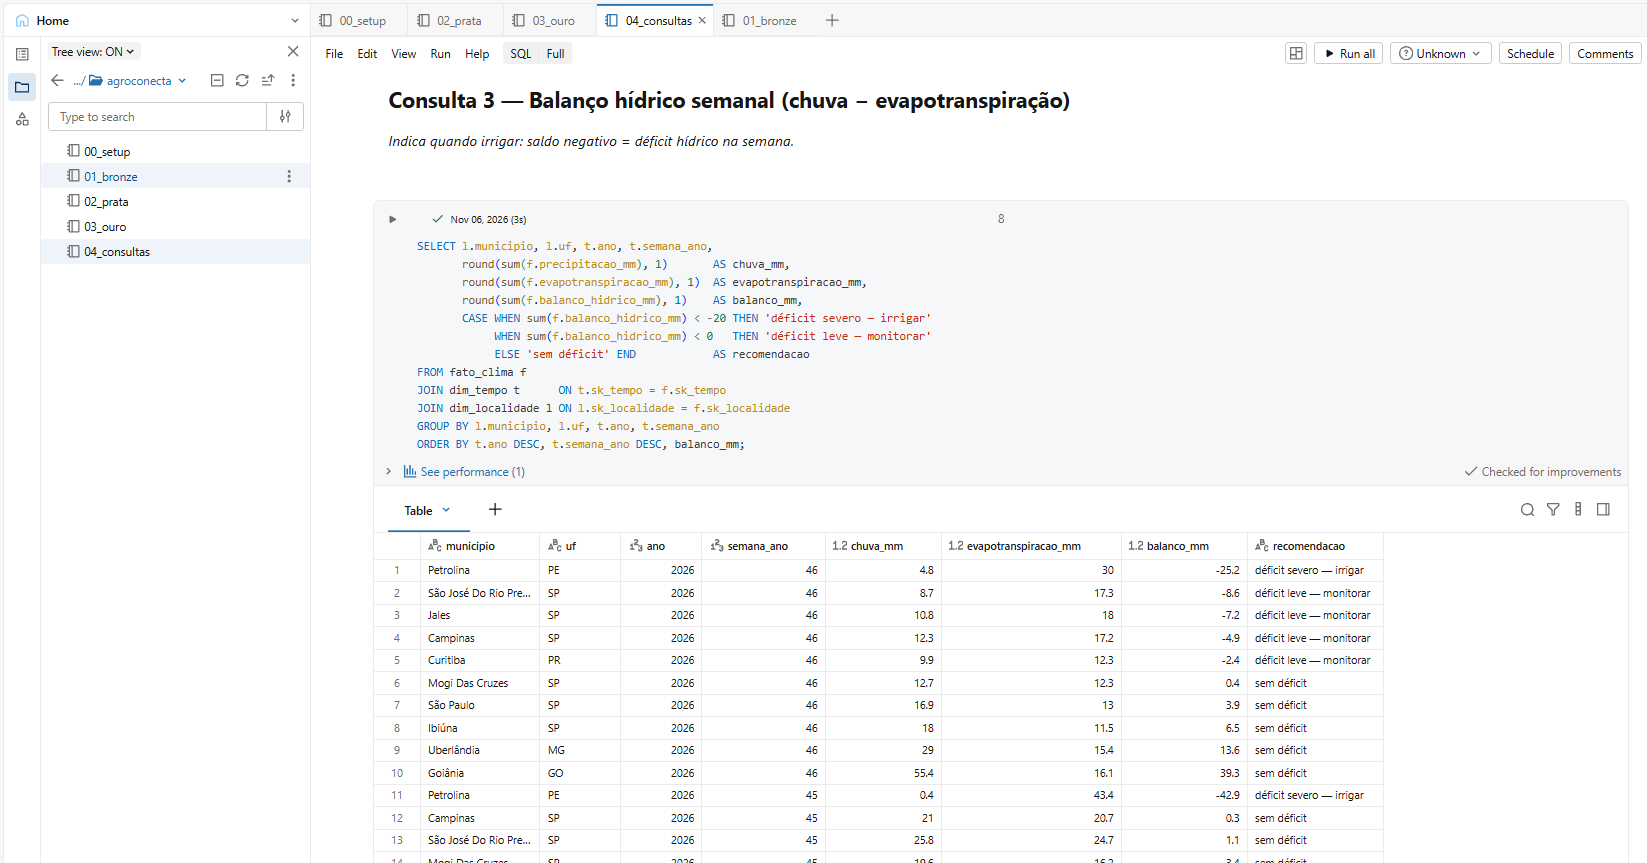 Home
00_setup
02_prata
03_ouro
04_consultas
01_bronze
Tree view: ON
.../ agroconecta
Type to search
00_setup
01_bronze
02_prata
03_ouro
04_consultas
File Edit View Run Help SQL Full
Run all
Unknown
Schedule
Comments
Consulta 3 — Balanço hídrico semanal (chuva − evapotranspiração)
Indica quando irrigar: saldo negativo = déficit hídrico na semana.
Nov 06, 2026 (3s)
8
SELECT l.municipio, l.uf, t.ano, t.semana_ano,
round(sum(f.precipitacao_mm), 1) AS chuva_mm,
round(sum(f.evapotranspiracao_mm), 1) AS evapotranspiracao_mm,
round(sum(f.balanco_hidrico_mm), 1) AS balanco_mm,
CASE WHEN sum(f.balanco_hidrico_mm) < -20 THEN 'déficit severo — irrigar'
WHEN sum(f.balanco_hidrico_mm) < 0 THEN 'déficit leve — monitorar'
ELSE 'sem déficit' END AS recomendacao
FROM fato_clima f
JOIN dim_tempo t ON t.sk_tempo = f.sk_tempo
JOIN dim_localidade l ON l.sk_localidade = f.sk_localidade
GROUP BY l.municipio, l.uf, t.ano, t.semana_ano
ORDER BY t.ano DESC, t.semana_ano DESC, balanco_mm;
See performance (1)
Checked for improvements
Table
municipio uf ano semana_ano chuva_mm evapotranspiracao_mm balanco_mm recomendacao
1 Petrolina PE 2026 46 4.8 30 -25.2 déficit severo — irrigar
2 São José Do Rio Pre... SP 2026 46 8.7 17.3 -8.6 déficit leve — monitorar
3 Jales SP 2026 46 10.8 18 -7.2 déficit leve — monitorar
4 Campinas SP 2026 46 12.3 17.2 -4.9 déficit leve — monitorar
5 Curitiba PR 2026 46 9.9 12.3 -2.4 déficit leve — monitorar
6 Mogi Das Cruzes SP 2026 46 12.7 12.3 0.4 sem déficit
7 São Paulo SP 2026 46 16.9 13 3.9 sem déficit
8 Ibiúna SP 2026 46 18 11.5 6.5 sem déficit
9 Uberlândia MG 2026 46 29 15.4 13.6 sem déficit
10 Goiânia GO 2026 46 55.4 16.1 39.3 sem déficit
11 Petrolina PE 2026 45 0.4 43.4 -42.9 déficit severo — irrigar
12 Campinas SP 2026 45 21 20.7 0.3 sem déficit
13 São José Do Rio Pre... SP 2026 45 25.8 24.7 1.1 sem déficit